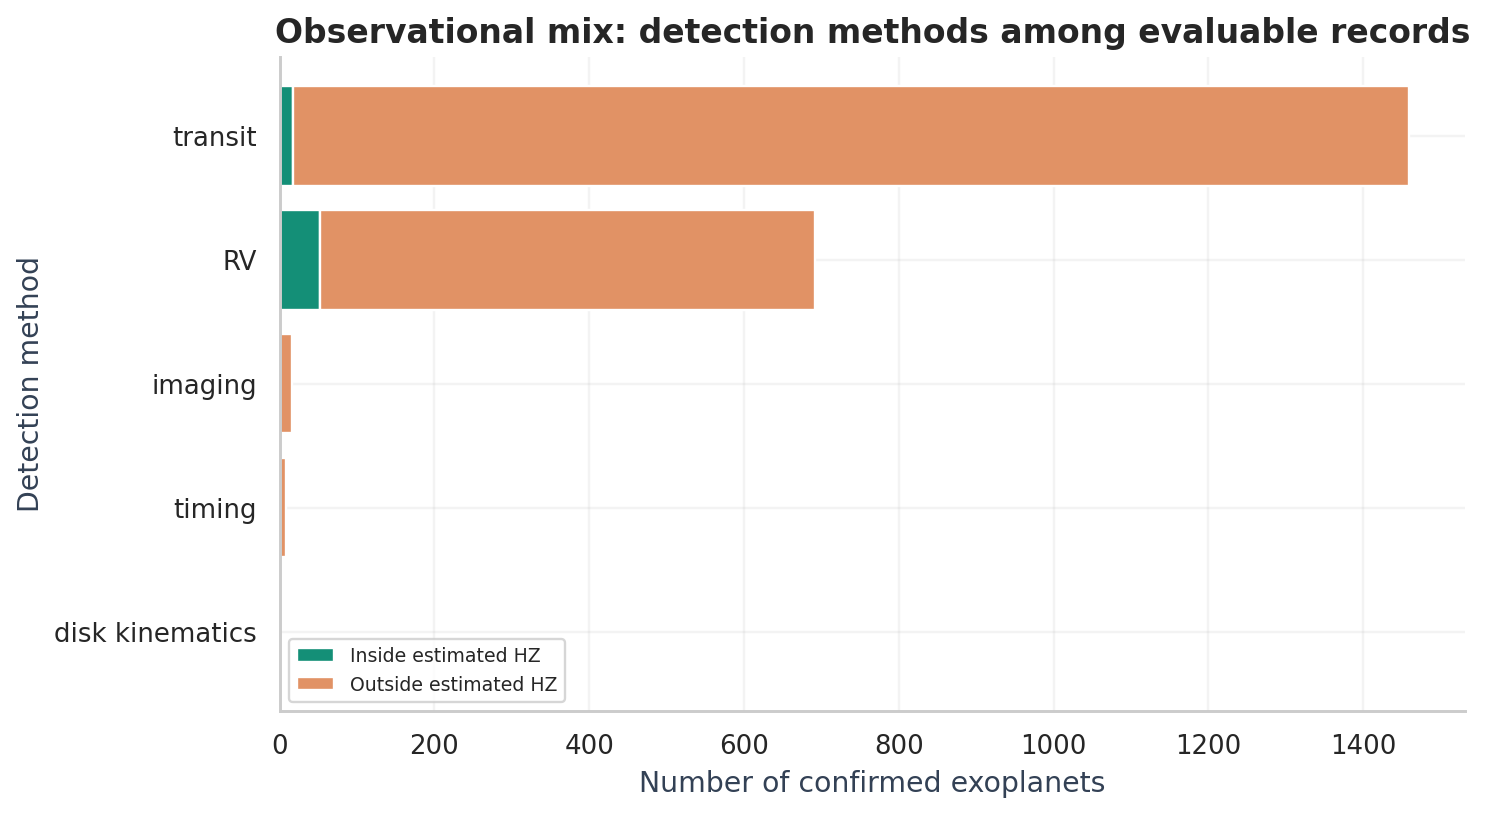 Observational mix: detection methods among evaluable records
Detection method
transit
RV
imaging
timing
disk kinematics
Inside estimated HZ
Outside estimated HZ
0 200 400 600 800 1000 1200 1400
Number of confirmed exoplanets